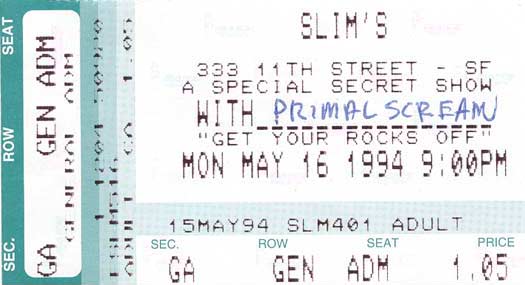 SLIM'S
333 11TH STREET - SF
A SPECIAL SECRET SHOW
WITH PRIMAL SCREAM
"GET YOUR ROCKS OFF"
MON MAY 16 1994 9:00PM
15MAY94 SLM401 ADULT
SEC. ROW SEAT PRICE
GA GEN ADM 1.05
SEC. ROW SEAT
GA GEN ADM